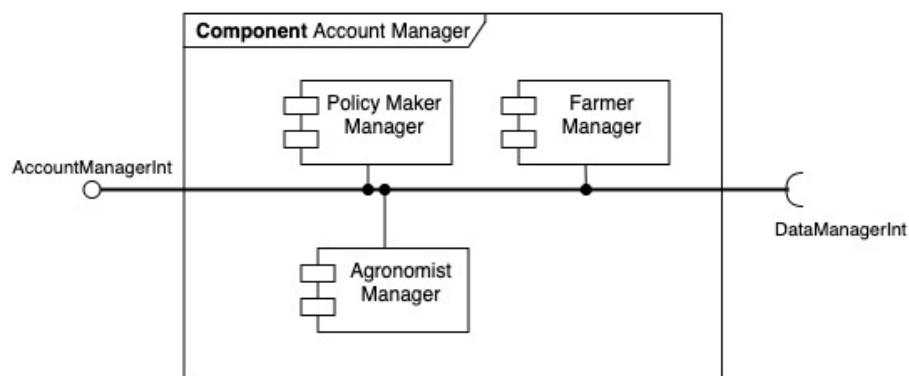 Component Account Manager
Policy Maker
Manager
Farmer
Manager
AccountManagerInt
DataManagerInt
Agronomist
Manager